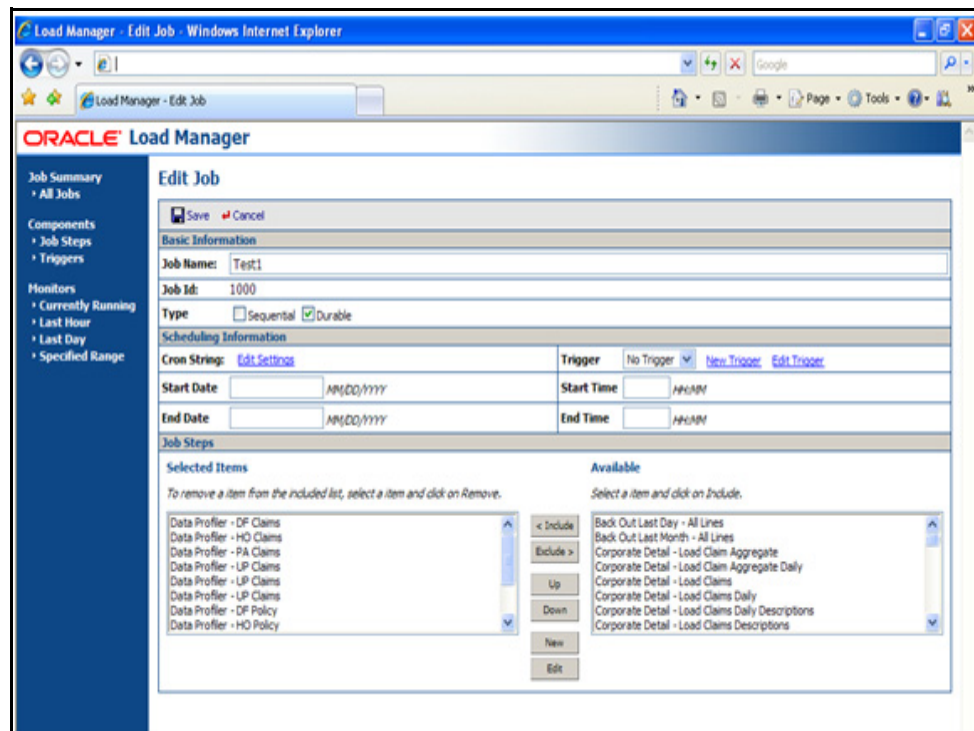 Load Manager - Edit Job - Windows Internet Explorer
Google
Load Manager - Edit Job
Page Tools
ORACLE Load Manager
Job Summary
All Jobs
Components
Job Steps
Triggers
Monitors
Currently Running
Last Hour
Last Day
Specified Range
Edit Job
Save Cancel
Basic Information
Job Name: Test1
Job Id: 1000
Type Sequential Durable
Scheduling Information
Cron String: Edit Settings Trigger No Trigger New Trigger Edit Trigger
Start Date MM/DD/YYYY Start Time HH:MM
End Date MM/DD/YYYY End Time HH:MM
Job Steps
Selected Items
To remove a item from the included list, select a item and click on Remove.
Data Profiler - DF Claims
Data Profiler - HO Claims
Data Profiler - PA Claims
Data Profiler - UP Claims
Data Profiler - UP Claims
Data Profiler - UP Claims
Data Profiler - DF Policy
Data Profiler - HO Policy
< Include
Exclude >
Up
Down
New
Edit
Available
Select a item and click on Include.
Back Out Last Day - All Lines
Back Out Last Month - All Lines
Corporate Detail - Load Claim Aggregate
Corporate Detail - Load Claim Aggregate Daily
Corporate Detail - Load Claims
Corporate Detail - Load Claims Daily
Corporate Detail - Load Claims Daily Descriptions
Corporate Detail - Load Claims Descriptions